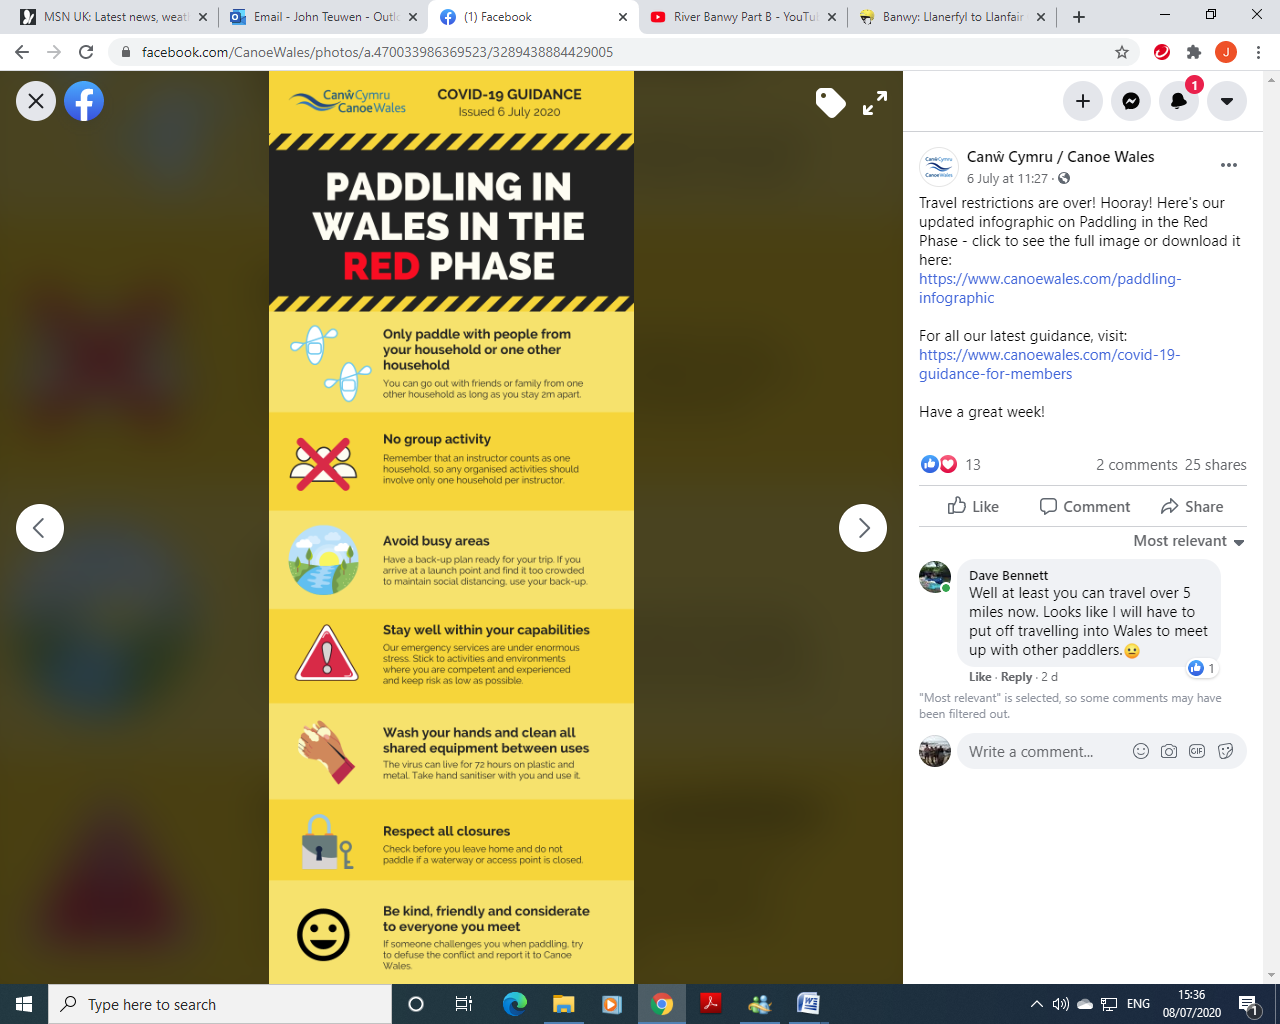 MSN UK: Latest news, weat
Email - John Teuwen - Outl
(1) Facebook
River Banwy Part B - YouTu
Banwy: Llanerfyl to Llanfair
facebook.com/CanoeWales/photos/a.470033986369523/3289438884429005
J
CanŵCymru
CanoeWales
COVID-19 GUIDANCE
Issued 6 July 2020
PADDLING IN
WALES IN THE
RED PHASE
Only paddle with people from
your household or one other
household
You can go out with friends or family from one
other household as long as you stay 2m apart.
No group activity
Remember that an instructor counts as one
household, so any organised activities should
involve only one household per instructor.
Avoid busy areas
Have a back-up plan ready for your trip. If you
arrive at a launch point and find it too crowded
to maintain social distancing, use your back-up.
Stay well within your capabilities
Our emergency services are under enormous
stress. Stick to activities and environments
where you are competent and experienced
and keep risk as low as possible.
Wash your hands and clean all
shared equipment between uses
The virus can live for 72 hours on plastic and
metal. Take hand sanitiser with you and use it.
Respect all closures
Check before you leave home and do not
paddle if a waterway or access point is closed.
Be kind, friendly and considerate
to everyone you meet
If someone challenges you when paddling, try
to defuse the conflict and report it to Canoe
Wales.
1
CanŵCymru
CanoeWales
Canŵ Cymru / Canoe Wales
6 July at 11:27 ·
Travel restrictions are over! Hooray! Here's our
updated infographic on Paddling in the Red
Phase - click to see the full image or download it
here:
https://www.canoewales.com/paddling-
infographic
For all our latest guidance, visit:
https://www.canoewales.com/covid-19-
guidance-for-members
Have a great week!
13
2 comments 25 shares
Like Comment Share
Most relevant
Dave Bennett
Well at least you can travel over 5
miles now. Looks like I will have to
put off travelling into Wales to meet
up with other paddlers.😐
1
Like · Reply · 2 d
"Most relevant" is selected, so some comments may have
been filtered out.
Write a comment...
GIF
Type here to search
ENG
15:36
08/07/2020
1